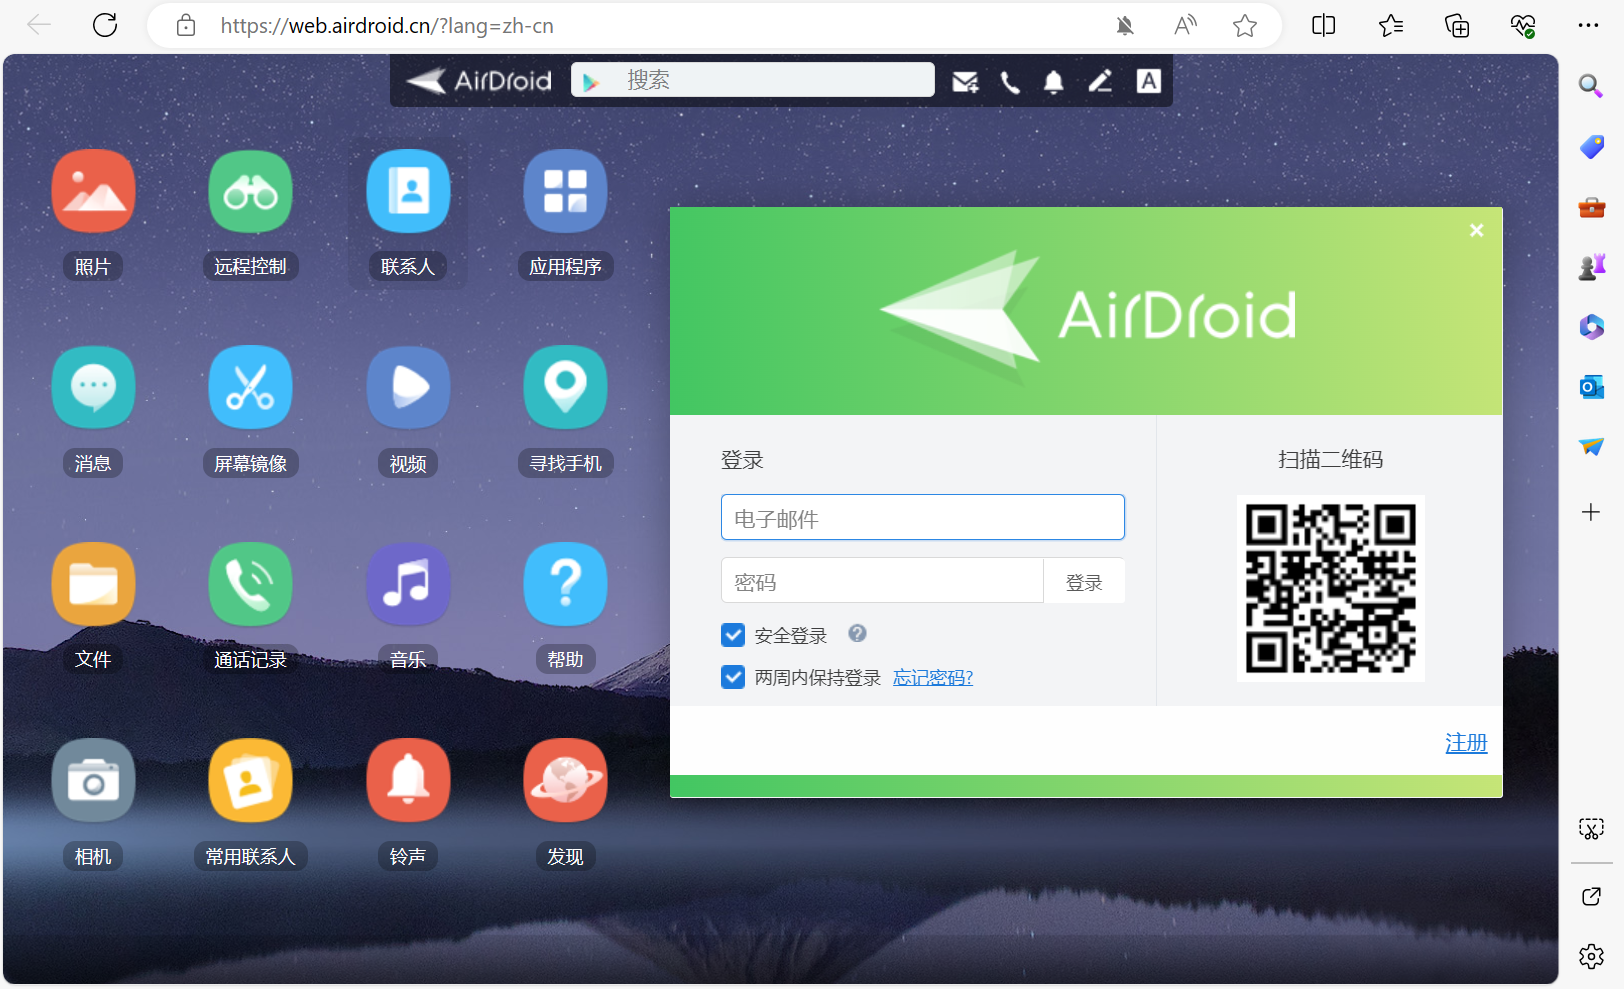 https://web.airdroid.cn/?lang=zh-cn
AirDroid
搜索
A
照片
远程控制
联系人
应用程序
消息
屏幕镜像
视频
寻找手机
文件
通话记录
音乐
帮助
相机
常用联系人
铃声
发现
AirDroid
登录
电子邮件
密码
登录
安全登录
两周内保持登录 忘记密码?
扫描二维码
注册